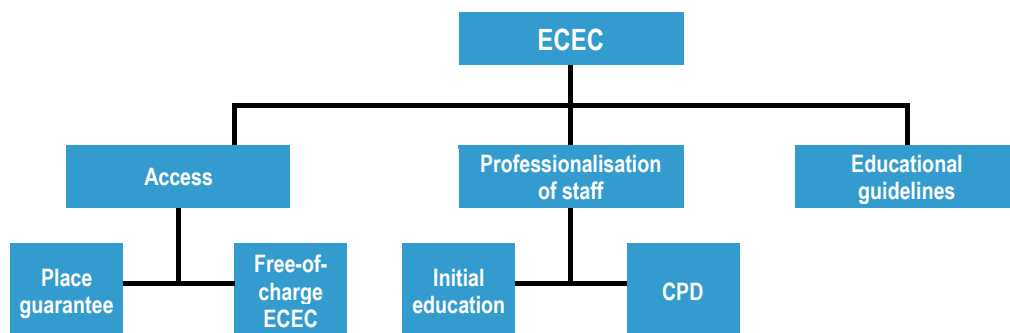 ECEC
Access
Professionalisation
of staff
Educational
guidelines
Place
guarantee
Free-of-
charge
ECEC
Initial
education
CPD